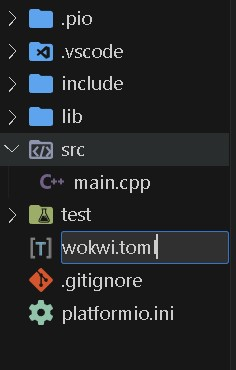 .pio
.vscode
include
lib
src
main.cpp
test
[T] wokwi.toml
.gitignore
platformio.ini